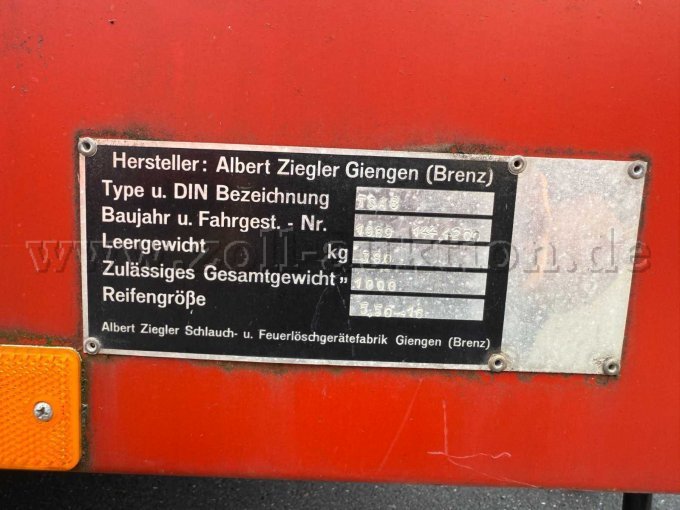 Hersteller: Albert Ziegler Giengen (Brenz)
Type u. DIN Bezeichnung
Baujahr u. Fahrgest. - Nr.
Leergewicht kg
Zulässiges Gesamtgewicht " 1000
Reifengröße
Albert Ziegler Schlauch- u. Feuerlöschgerätefabrik Giengen (Brenz)
www.zoll-auktion.de